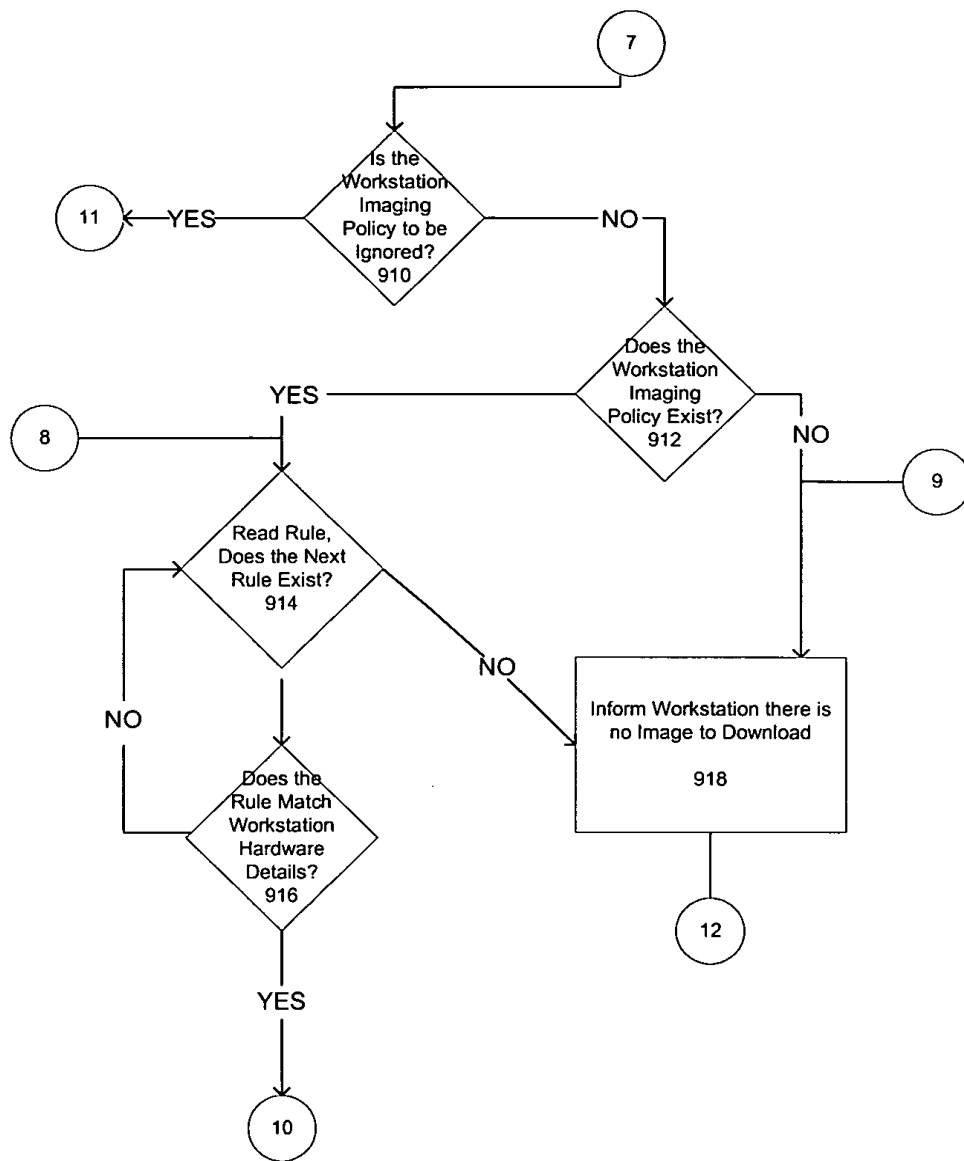 7
Is the
Workstation
Imaging
Policy to be
Ignored?
910
11
YES
NO
Does the
Workstation
Imaging
Policy Exist?
912
YES
NO
8
9
Read Rule,
Does the Next
Rule Exist?
914
NO
NO
Inform Workstation there is
no Image to Download
918
Does the
Rule Match
Workstation
Hardware
Details?
916
12
YES
10